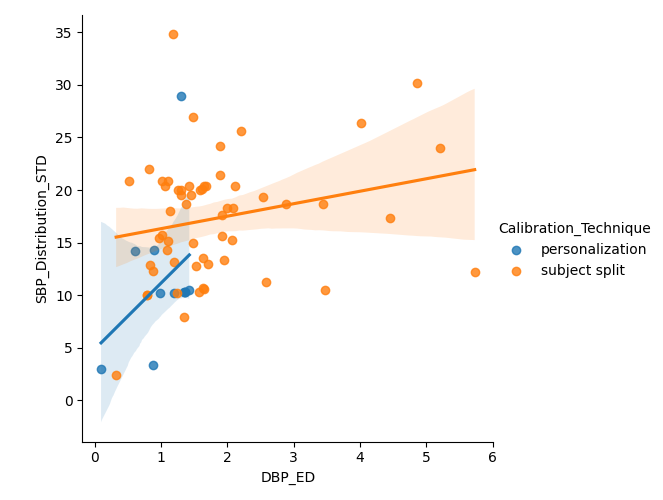 35
30
25
20
15
10
5
0
SBP_Distribution_STD
0 1 2 3 4 5 6
DBP_ED
Calibration_Technique
personalization
subject split